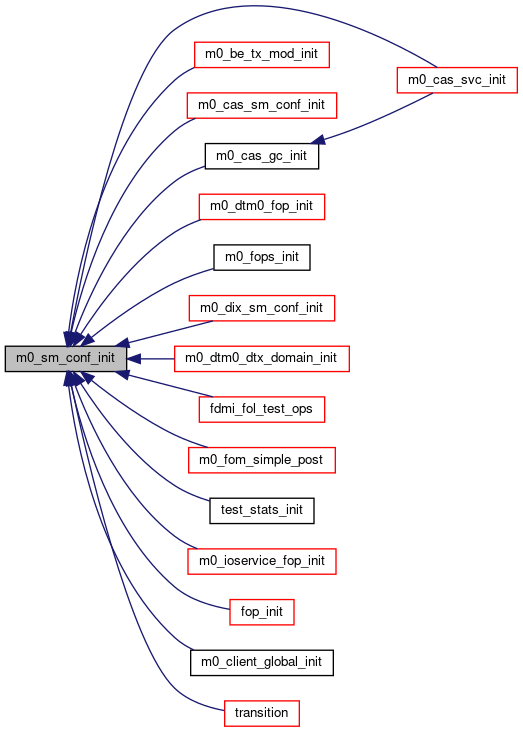 m0_be_tx_mod_init
m0_cas_svc_init
m0_cas_sm_conf_init
m0_cas_gc_init
m0_dtm0_fop_init
m0_fops_init
m0_dix_sm_conf_init
m0_sm_conf_init
m0_dtm0_dtx_domain_init
fdmi_fol_test_ops
m0_fom_simple_post
test_stats_init
m0_ioservice_fop_init
fop_init
m0_client_global_init
transition